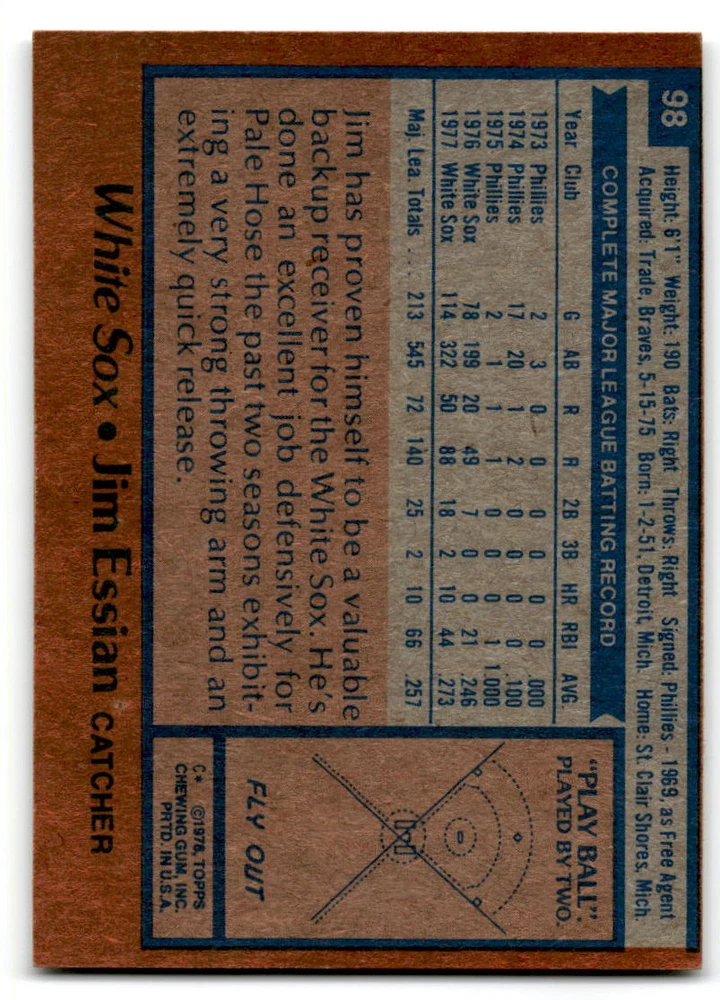 98
Height: 6'1" Weight: 190 Bats: Right Throws: Right Signed: Phillies - 1969, as Free Agent
Acquired: Trade, Braves, 5-15-75 Born: 1-2-51, Detroit, Mich. Home: St. Clair Shores, Mich.
COMPLETE MAJOR LEAGUE BATTING RECORD
Year Club G AB R R 2B 3B HR RBI AVG
1973 Phillies 2 3 0 0 0 0 0 0 .000
1974 Phillies 17 20 1 2 0 0 0 0 .100
1975 Phillies 2 1 1 1 0 0 0 1 1.000
1976 White Sox 78 199 20 49 7 0 0 21 .246
1977 White Sox 114 322 50 88 18 2 10 44 .273
Maj. Lea. Totals ... 213 545 72 140 25 2 10 66 .257
Jim has proven himself to be a valuable
backup receiver for the White Sox. He's
done an excellent job defensively for
Pale Hose the past two seasons exhibit-
ing a very strong throwing arm and an
extremely quick release.
"PLAY BALL":
PLAYED BY TWO.
FLY OUT
C* ©1978, TOPPS
CHEWING GUM, INC.
PRTD. IN U.S.A.
White Sox • Jim Essian CATCHER